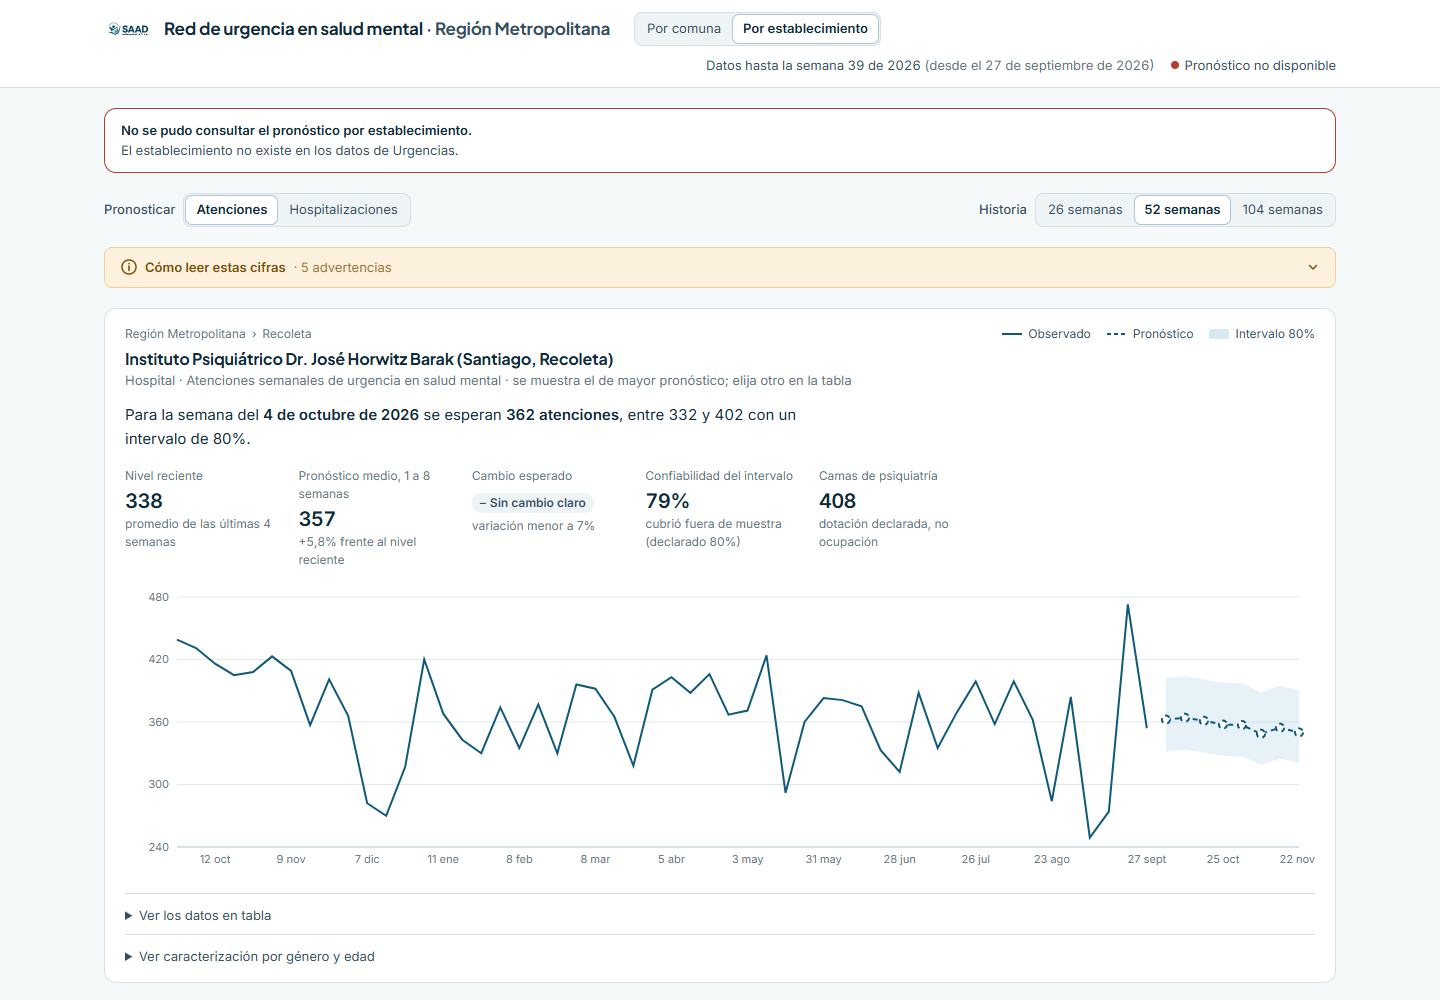 SAAD
Red de urgencia en salud mental · Región Metropolitana
Por comuna
Por establecimiento
Datos hasta la semana 39 de 2026 (desde el 27 de septiembre de 2026)
Pronóstico no disponible
No se pudo consultar el pronóstico por establecimiento.
El establecimiento no existe en los datos de Urgencias.
Pronosticar
Atenciones
Hospitalizaciones
Historia
26 semanas
52 semanas
104 semanas
Cómo leer estas cifras · 5 advertencias
Región Metropolitana › Recoleta
Observado
Pronóstico
Intervalo 80%
Instituto Psiquiátrico Dr. José Horwitz Barak (Santiago, Recoleta)
Hospital · Atenciones semanales de urgencia en salud mental · se muestra el de mayor pronóstico; elija otro en la tabla
Para la semana del 4 de octubre de 2026 se esperan 362 atenciones, entre 332 y 402 con un
intervalo de 80%.
Nivel reciente
338
promedio de las últimas 4
semanas
Pronóstico medio, 1 a 8
semanas
357
+5,8% frente al nivel
reciente
Cambio esperado
– Sin cambio claro
variación menor a 7%
Confiabilidad del intervalo
79%
cubrió fuera de muestra
(declarado 80%)
Camas de psiquiatría
408
dotación declarada, no
ocupación
480
420
360
300
240
12 oct
9 nov
7 dic
11 ene
8 feb
8 mar
5 abr
3 may
31 may
28 jun
26 jul
23 ago
27 sept
25 oct
22 nov
Ver los datos en tabla
Ver caracterización por género y edad